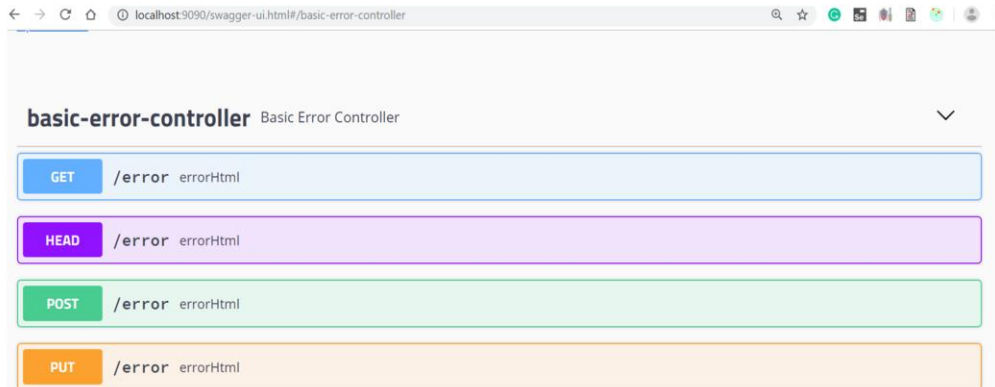 localhost:9090/swagger-ui.html#/basic-error-controller
basic-error-controller Basic Error Controller
GET /error errorHtml
HEAD /error errorHtml
POST /error errorHtml
PUT /error errorHtml